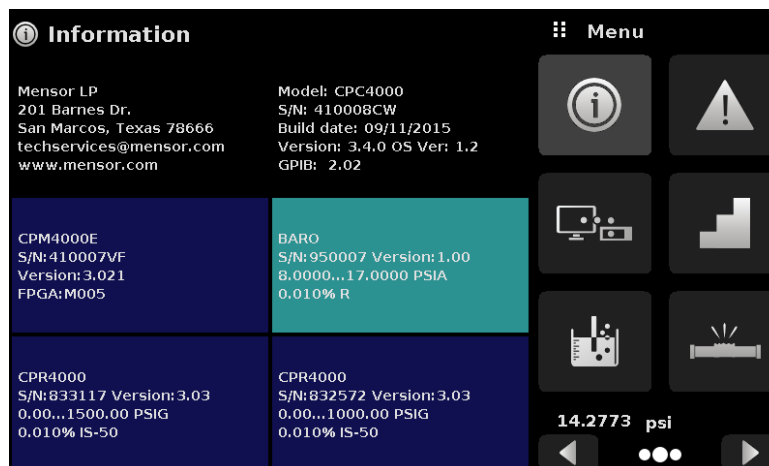 Information
Mensor LP
201 Barnes Dr.
San Marcos, Texas 78666
techservices@mensor.com
www.mensor.com
Model: CPC4000
S/N: 410008CW
Build date: 09/11/2015
Version: 3.4.0 OS Ver: 1.2
GPIB: 2.02
CPM4000E
S/N:410007VF
Version:3.021
FPGA:M005
BARO
S/N:950007 Version:1.00
8.0000...17.0000 PSIA
0.010% R
CPR4000
S/N:833117 Version:3.03
0.00...1500.00 PSIG
0.010% IS-50
CPR4000
S/N:832572 Version:3.03
0.00...1000.00 PSIG
0.010% IS-50
Menu
14.2773 psi